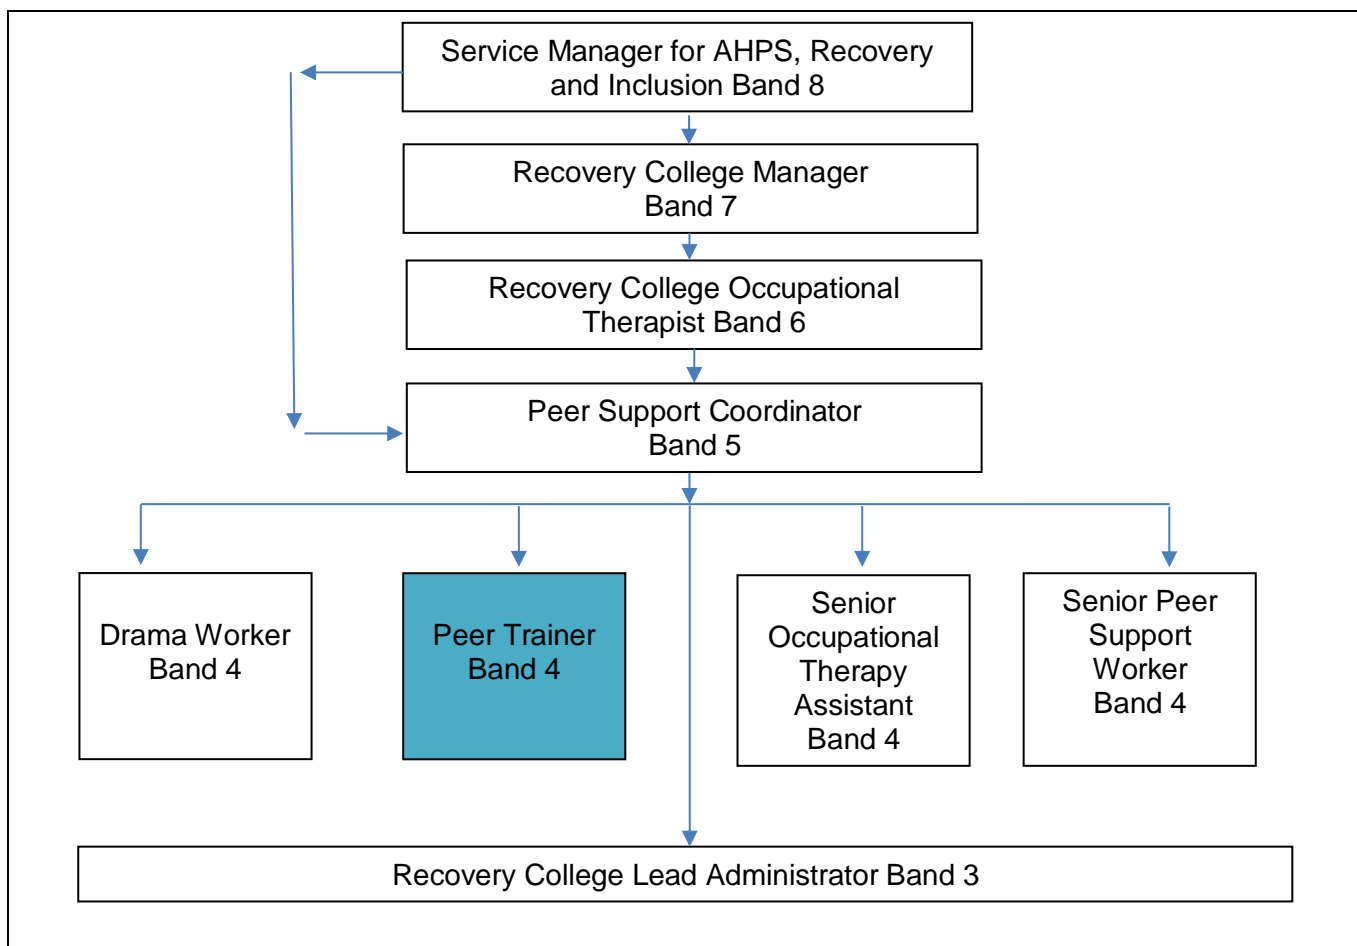 Service Manager for AHPS, Recovery
and Inclusion Band 8
Recovery College Manager
Band 7
Recovery College Occupational
Therapist Band 6
Peer Support Coordinator
Band 5
Drama Worker
Band 4
Peer Trainer
Band 4
Senior
Occupational
Therapy
Assistant
Band 4
Senior Peer
Support
Worker
Band 4
Recovery College Lead Administrator Band 3